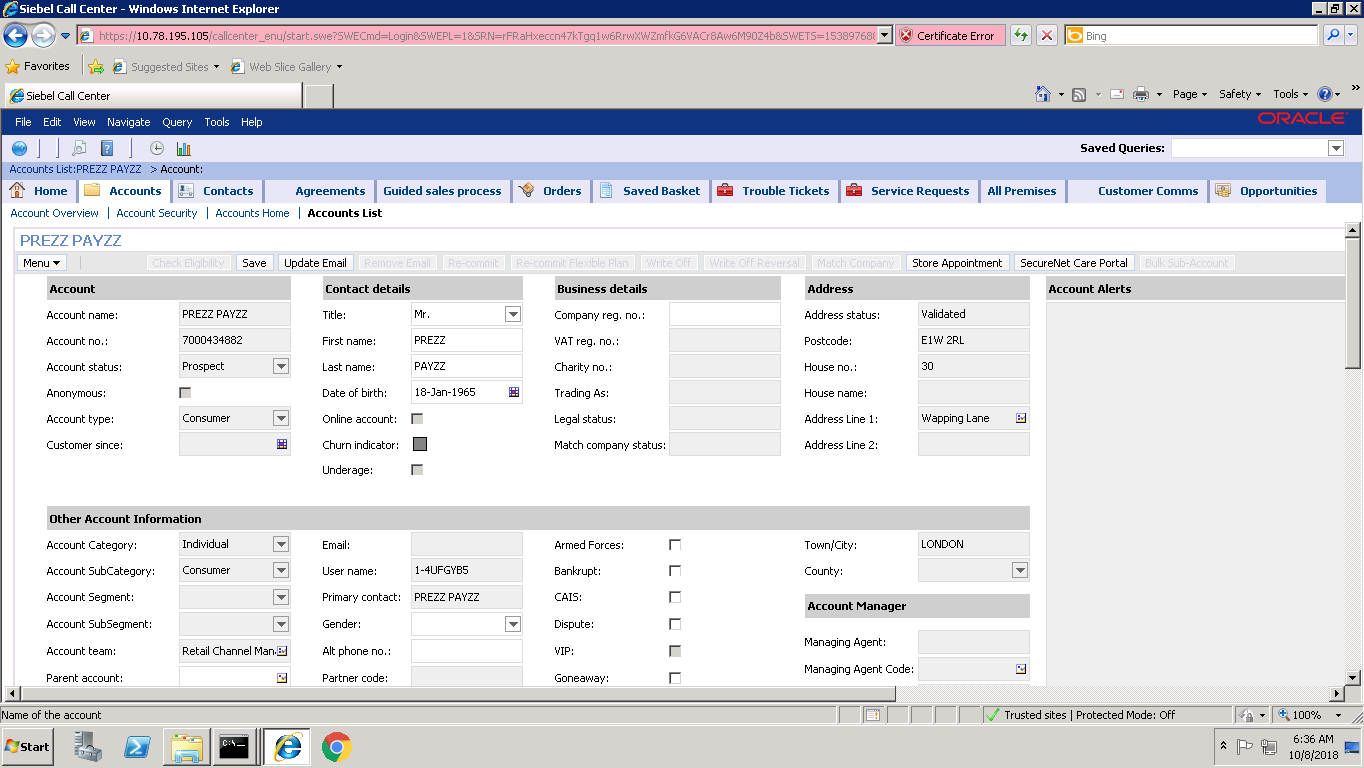 Siebel Call Center - Windows Internet Explorer
https://10.78.195.105/callcenter_enu/start.swe?SWECmd=Login&SWEPL=1&SRN=rFRaHxeccn47kTgq1w6RrwXWZmfkG6VACr8Aw6M90Z4b&SWETS=153897680 Certificate Error Bing
Favorites Suggested Sites Web Slice Gallery
Siebel Call Center Page Safety Tools
File Edit View Navigate Query Tools Help ORACLE
Saved Queries:
Accounts List:PREZZ PAYZZ > Account:
Home Accounts Contacts Agreements Guided sales process Orders Saved Basket Trouble Tickets Service Requests All Premises Customer Comms Opportunities
Account Overview | Account Security | Accounts Home | Accounts List
PREZZ PAYZZ
Menu Check Eligibility Save Update Email Remove Email Re-commit Re-commit Flexible Plan Write Off Write Off Reversal Match Company Store Appointment SecureNet Care Portal Bulk Sub-Account
Account Contact details Business details Address Account Alerts
Account name: PREZZ PAYZZ Title: Mr. Company reg. no.: Address status: Validated
Account no.: 7000434882 First name: PREZZ VAT reg. no.: Postcode: E1W 2RL
Account status: Prospect Last name: PAYZZ Charity no.: House no.: 30
Anonymous: Date of birth: 18-Jan-1965 Trading As: House name:
Account type: Consumer Online account: Legal status: Address Line 1: Wapping Lane
Customer since: Churn indicator: Match company status: Address Line 2:
Underage:
Other Account Information
Account Category: Individual Email: Armed Forces: Town/City: LONDON
Account SubCategory: Consumer User name: 1-4UFGYB5 Bankrupt: County:
Account Segment: Primary contact: PREZZ PAYZZ CAIS: Account Manager
Account SubSegment: Gender: Dispute:
Account team: Retail Channel Man Alt phone no.: VIP: Managing Agent:
Parent account: Partner code: Goneaway: Managing Agent Code:
Name of the account Trusted sites | Protected Mode: Off 100%
Start C:\ 6:36 AM
10/8/2018